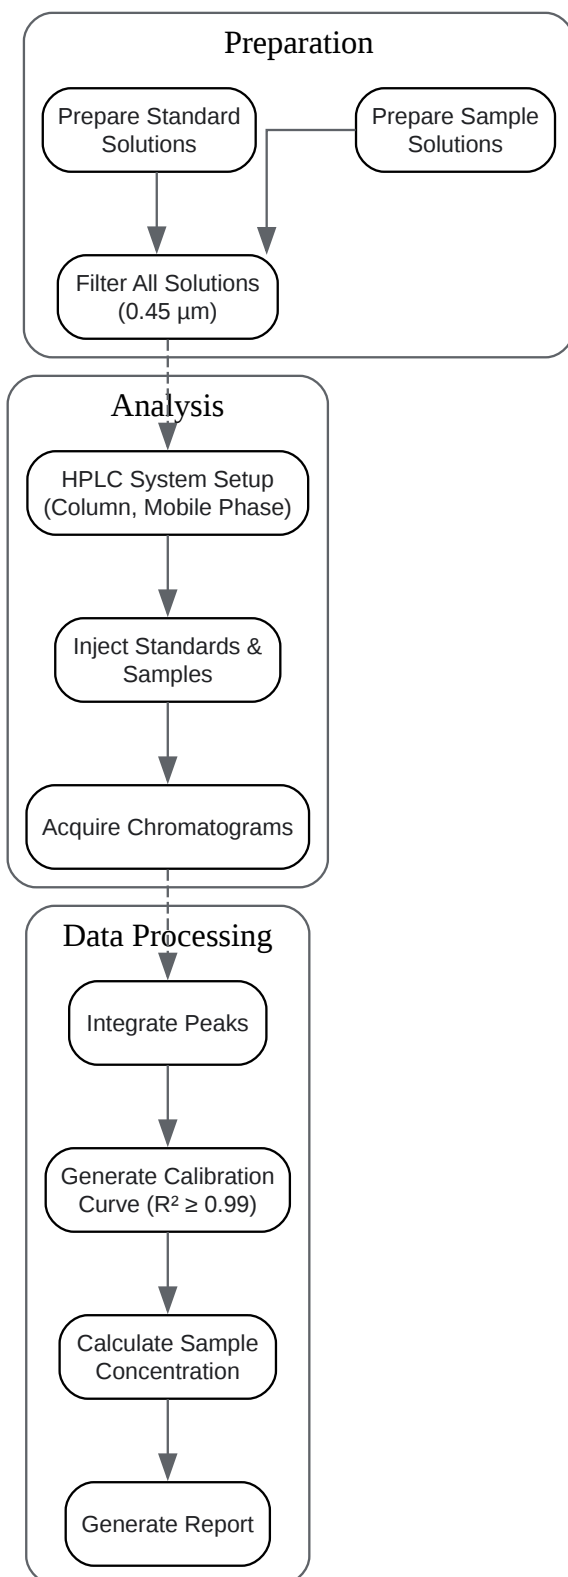 Preparation
Prepare Standard
Solutions
Prepare Sample
Solutions
Filter All Solutions
(0.45 µm)
Analysis
HPLC System Setup
(Column, Mobile Phase)
Inject Standards &
Samples
Acquire Chromatograms
Data Processing
Integrate Peaks
Generate Calibration
Curve (R² ≥ 0.99)
Calculate Sample
Concentration
Generate Report